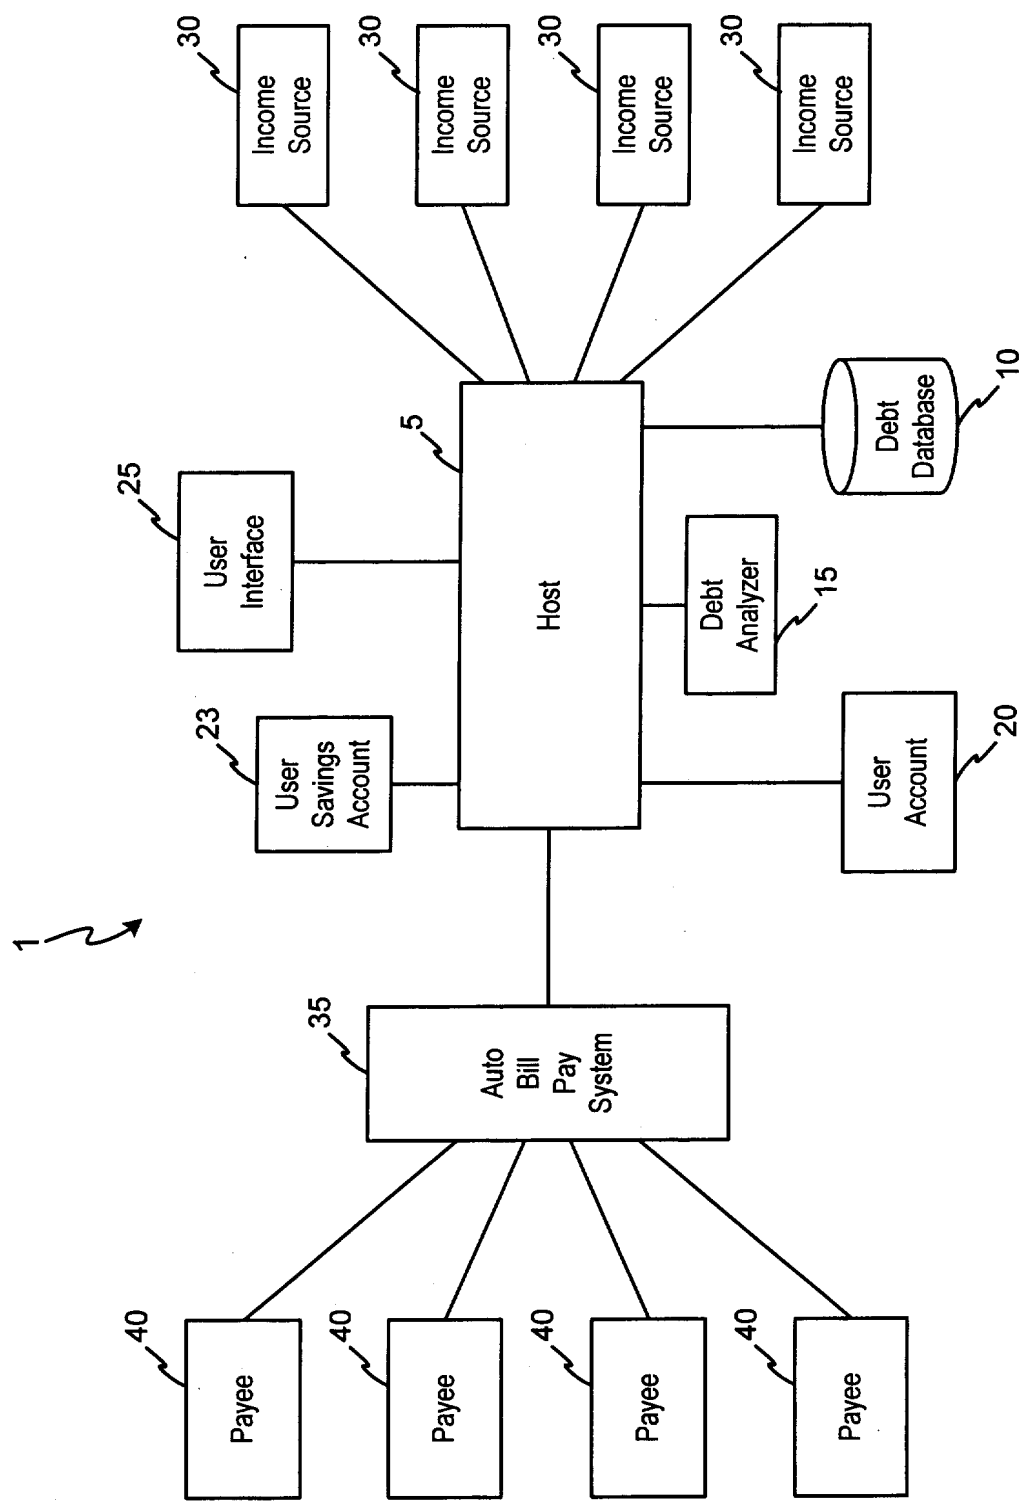 1
40
Payee
40
Payee
40
Payee
40
Payee
35
Auto
Bill
Pay
System
23
User
Savings
Account
25
User
Interface
5
Host
20
User
Account
15
Debt
Analyzer
10
Debt
Database
30
Income
Source
30
Income
Source
30
Income
Source
30
Income
Source